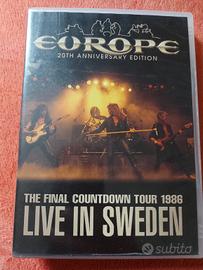 EUROPE
20TH ANNIVERSARY EDITION
THE FINAL COUNTDOWN TOUR 1986
LIVE IN SWEDEN
subito